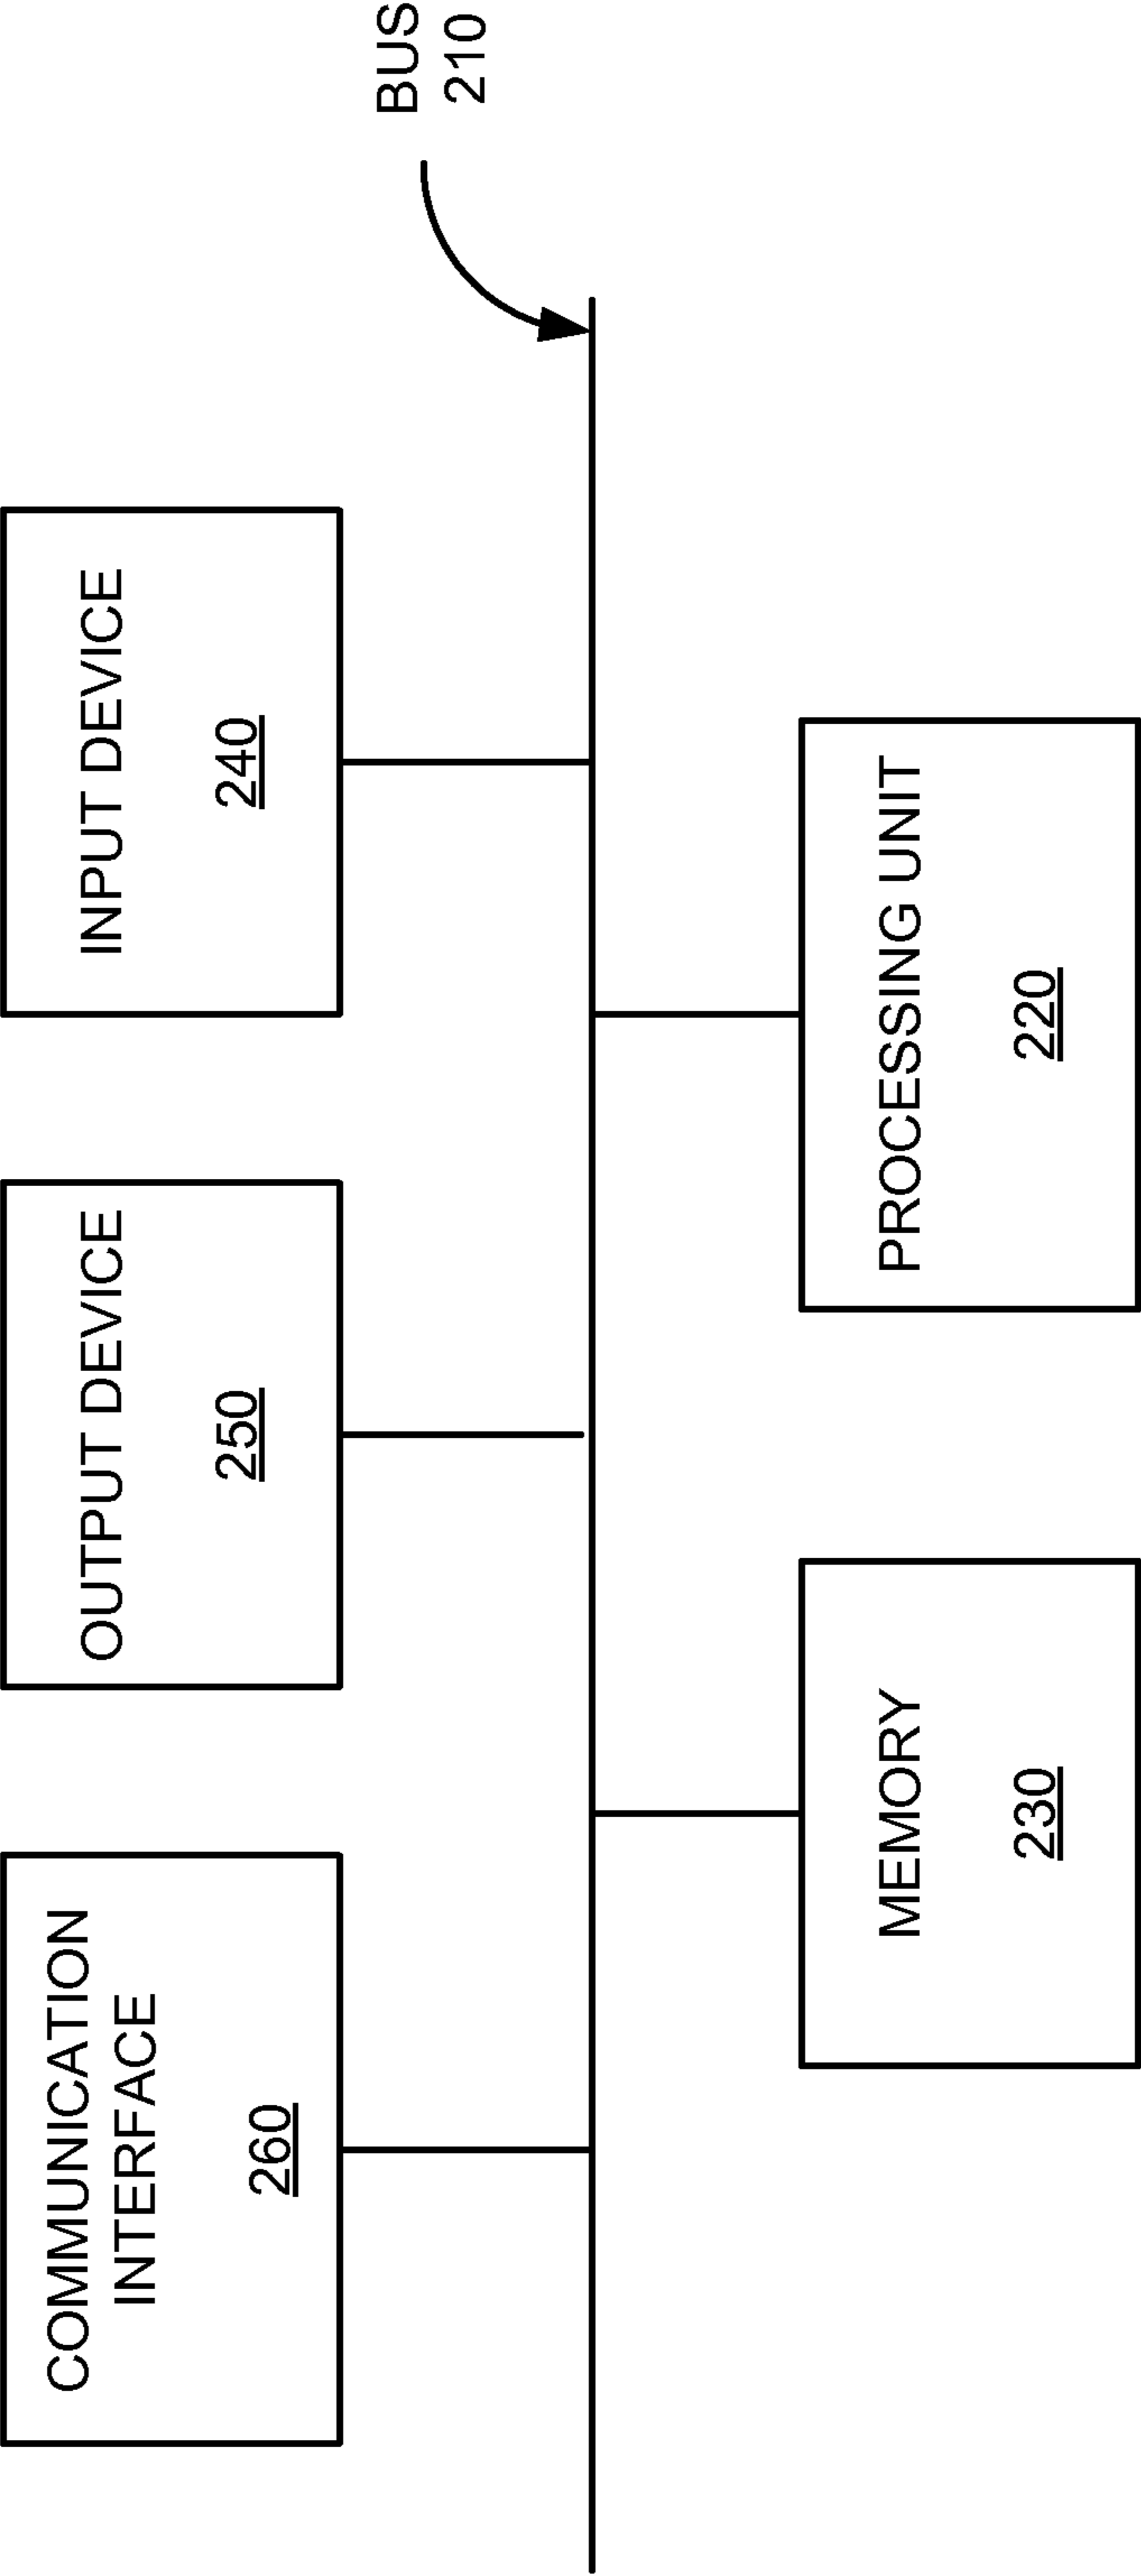 COMMUNICATION
INTERFACE
260
OUTPUT DEVICE
250
INPUT DEVICE
240
BUS
210
MEMORY
230
PROCESSING UNIT
220